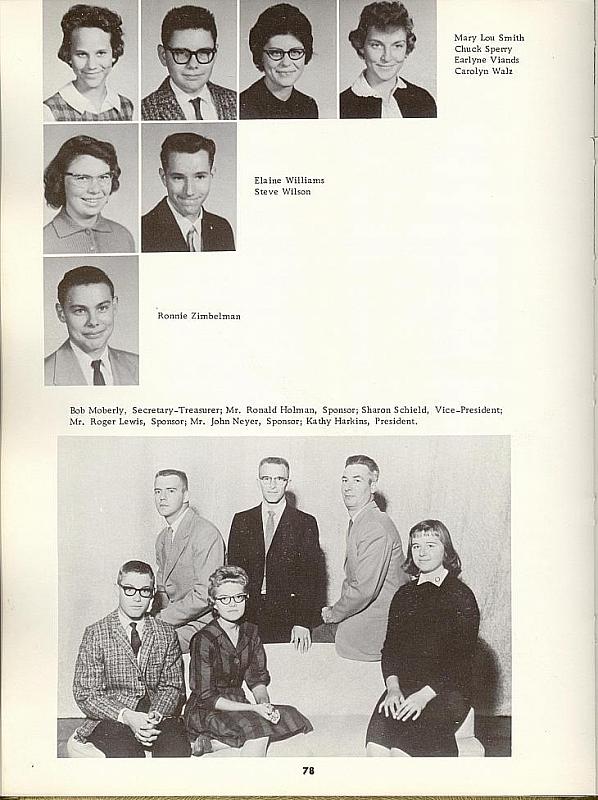 Mary Lou Smith
Chuck Sperry
Earlyne Viands
Carolyn Walz
Elaine Williams
Steve Wilson
Ronnie Zimbelman
Bob Moberly, Secretary-Treasurer; Mr. Ronald Holman, Sponsor; Sharon Schield, Vice-President;
Mr. Roger Lewis, Sponsor; Mr. John Neyer, Sponsor; Kathy Harkins, President.
78